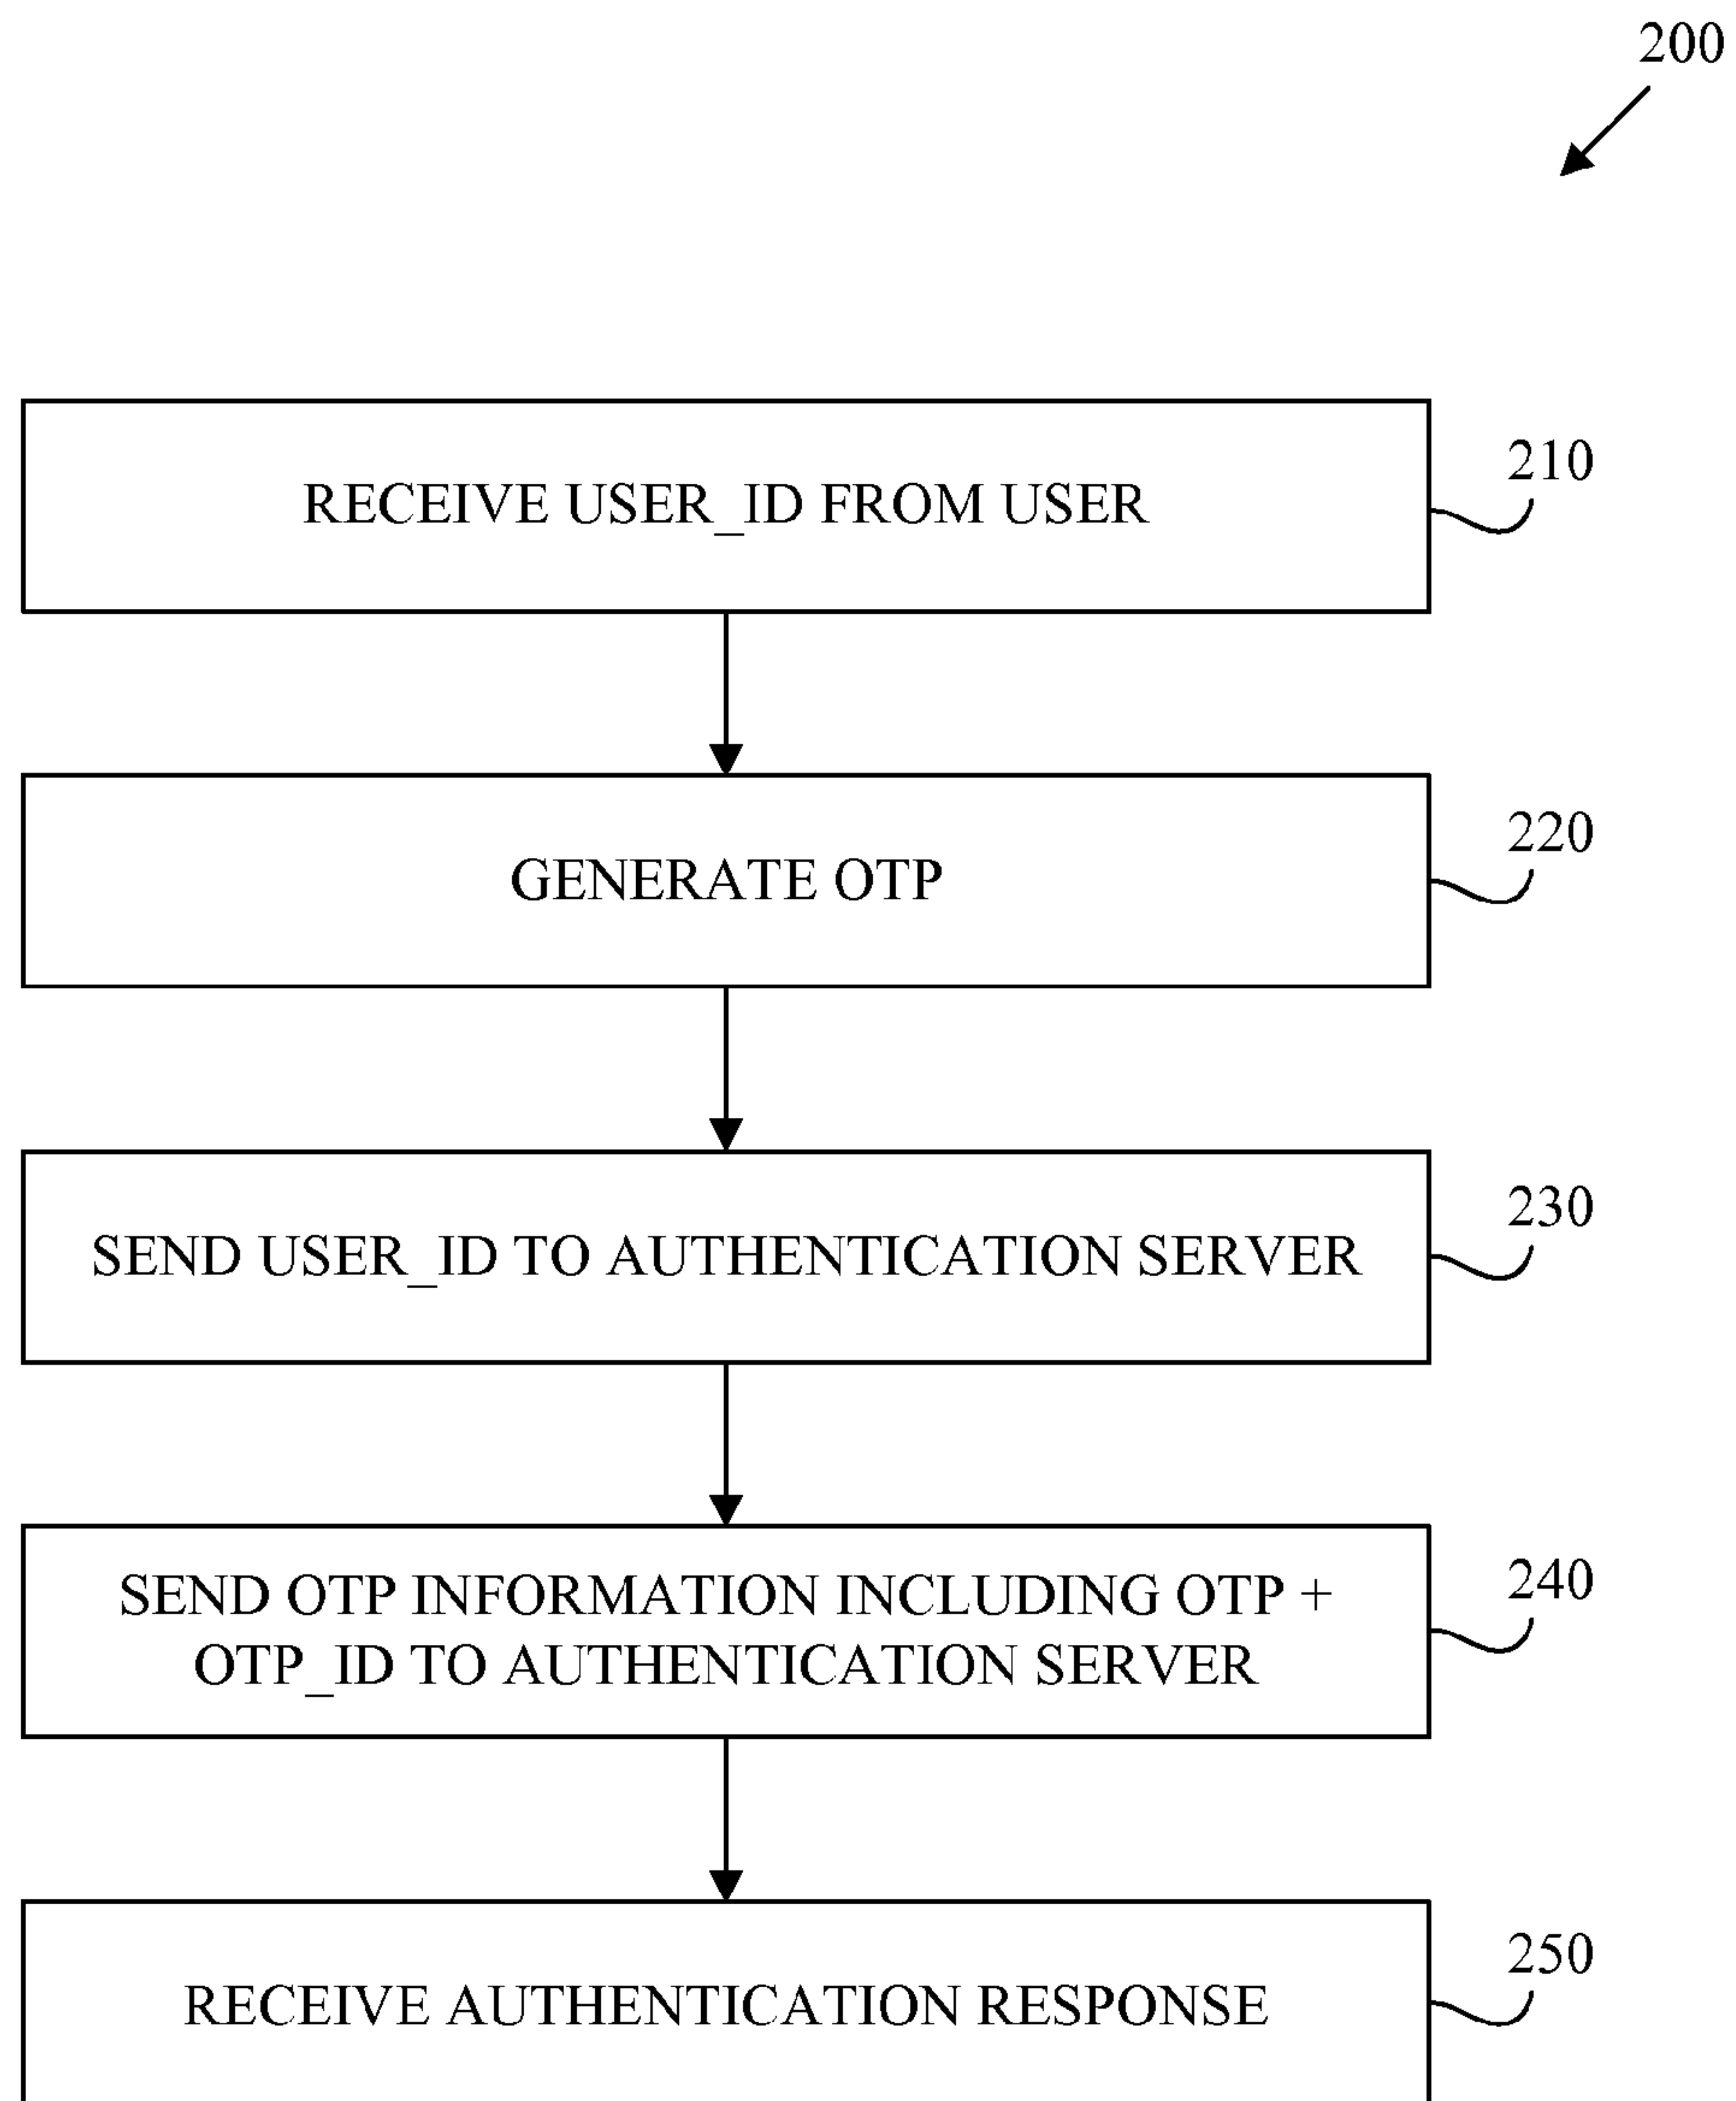 200
RECEIVE USER_ID FROM USER
210
GENERATE OTP
220
SEND USER_ID TO AUTHENTICATION SERVER
230
SEND OTP INFORMATION INCLUDING OTP +
OTP_ID TO AUTHENTICATION SERVER
240
RECEIVE AUTHENTICATION RESPONSE
250